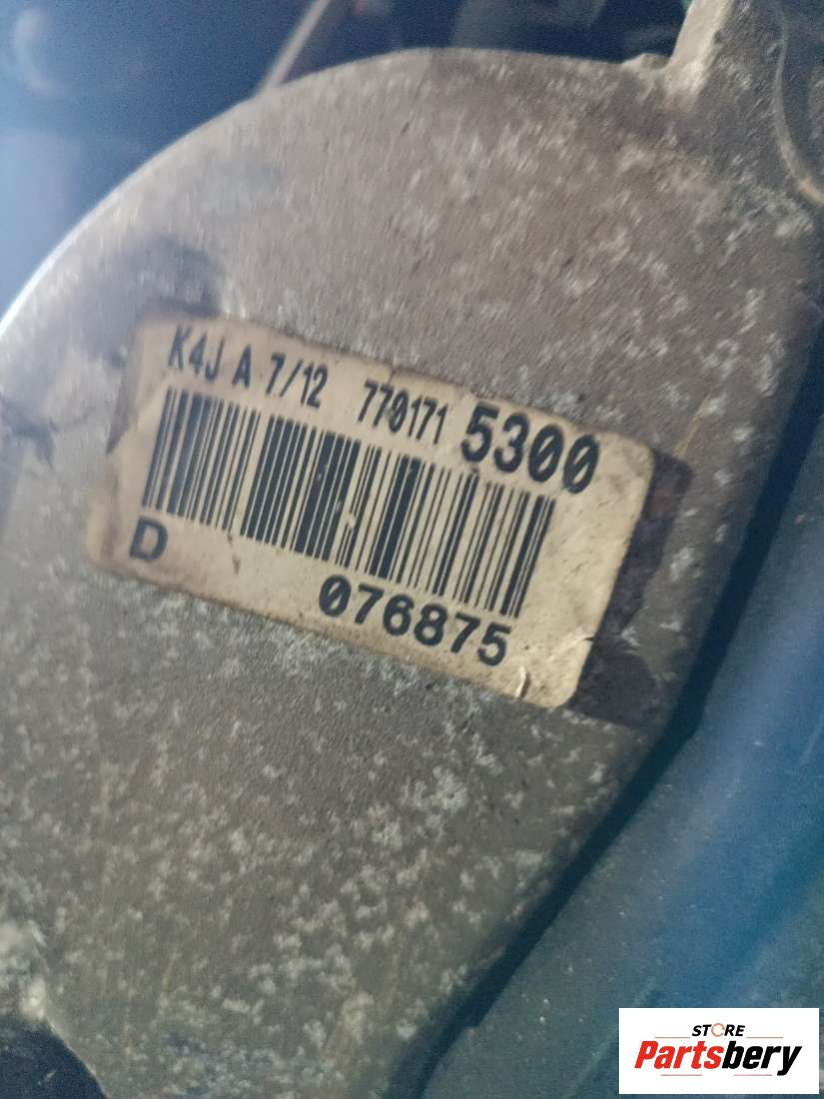 K4J A 7/12 770171 5300
D
076875
STORE
Partsbery